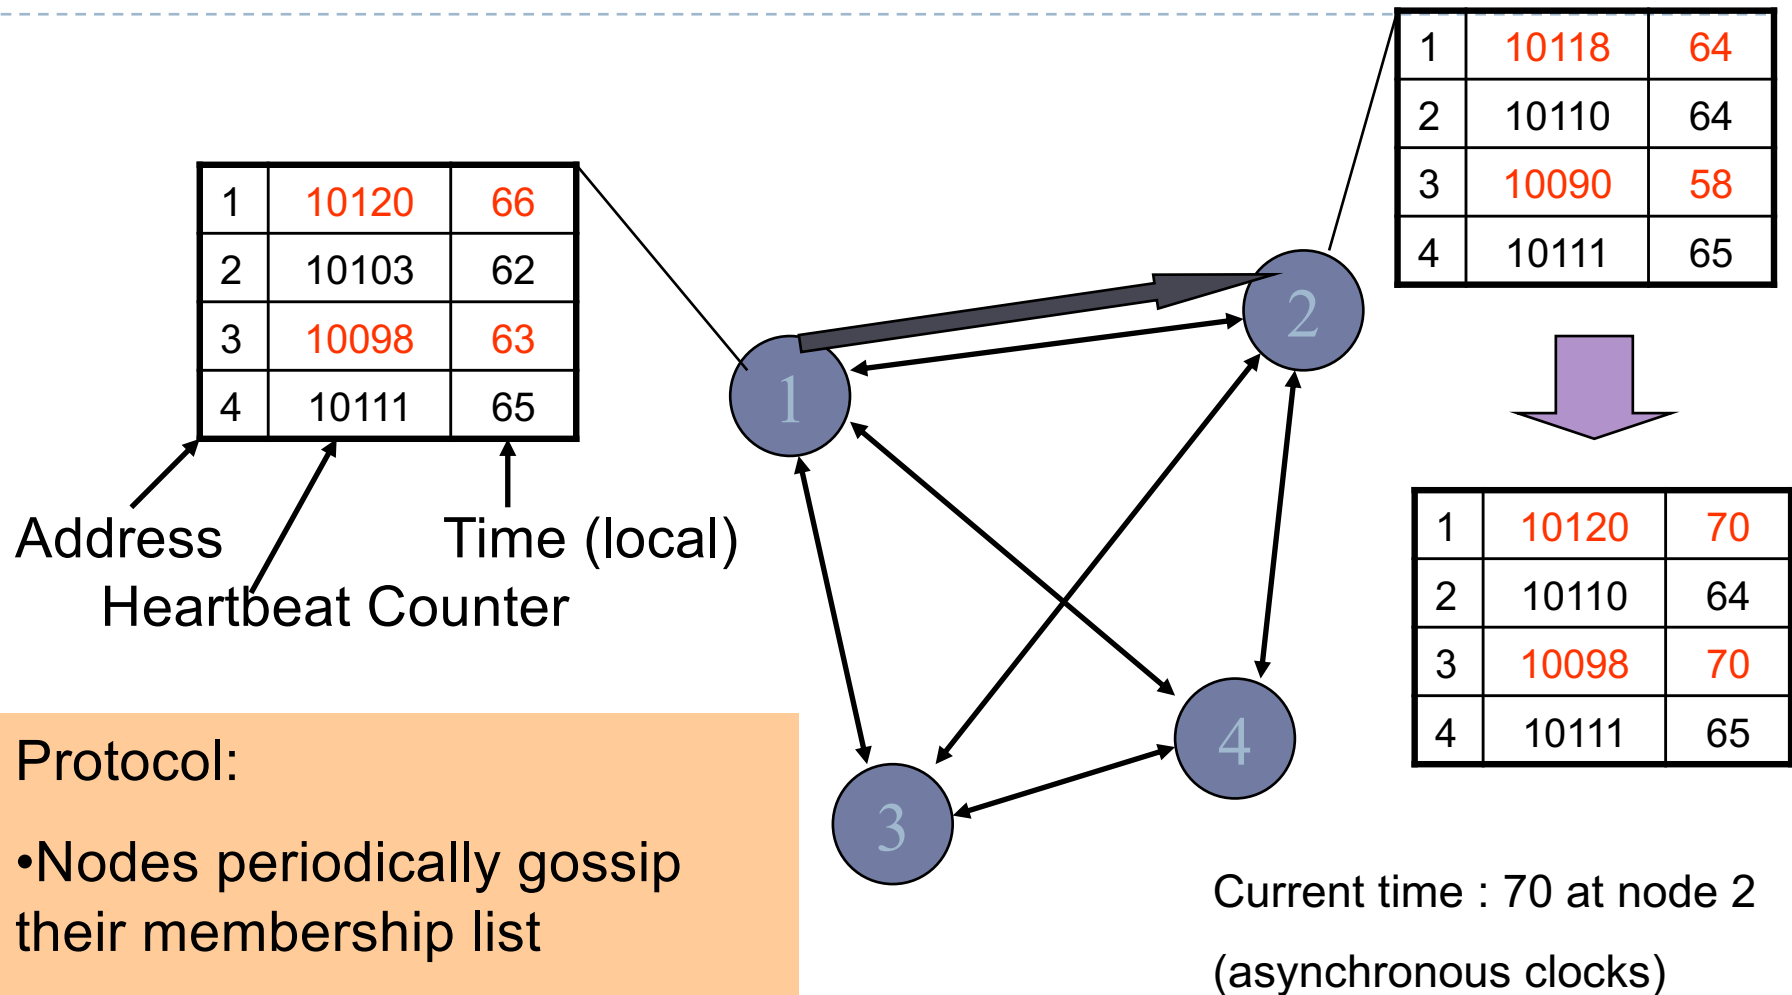 1 10118 64
2 10110 64
3 10090 58
4 10111 65
1 10120 66
2 10103 62
3 10098 63
4 10111 65
Address
Time (local)
Heartbeat Counter
1
2
3
4
1 10120 70
2 10110 64
3 10098 70
4 10111 65
Protocol:
•Nodes periodically gossip
their membership list
Current time : 70 at node 2
(asynchronous clocks)